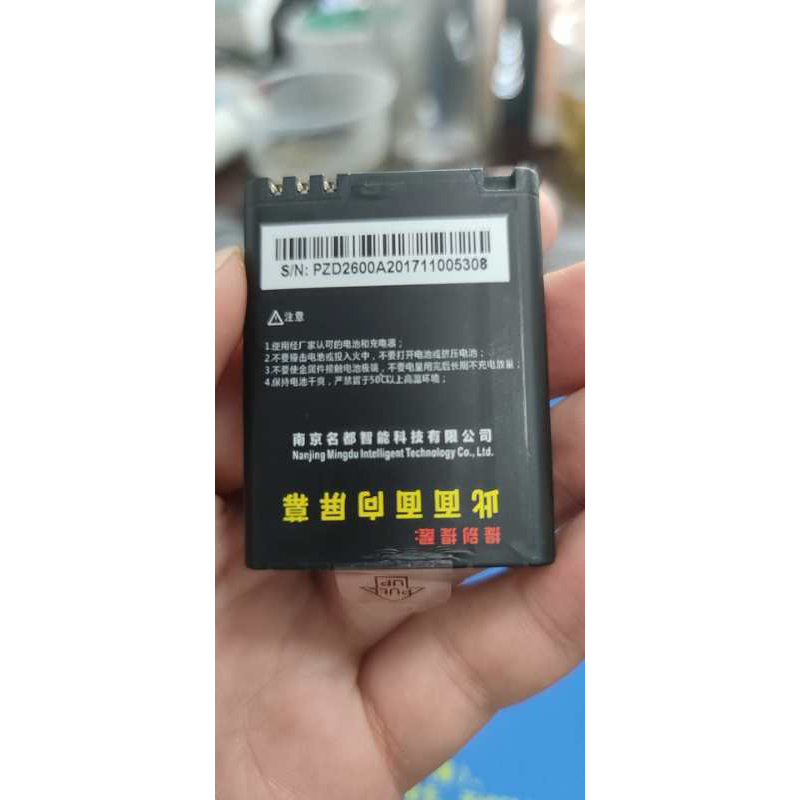 S/N: PZD2600A201711005308
注意
1.使用经厂家认可的电池和充电器；
2.不要撞击电池或投入火中，不要打开电池或挤压电池；
3.不要使金属件接触电池极端，不要电量用完后长期不充电放置；
4.保持电池干爽，严禁置于50C以上高温环境；
南京名都智能科技有限公司
Nanjing Mingdu Intelligent Technology Co., Ltd.
提别提醒:
此面面向屏幕
PULL
UP